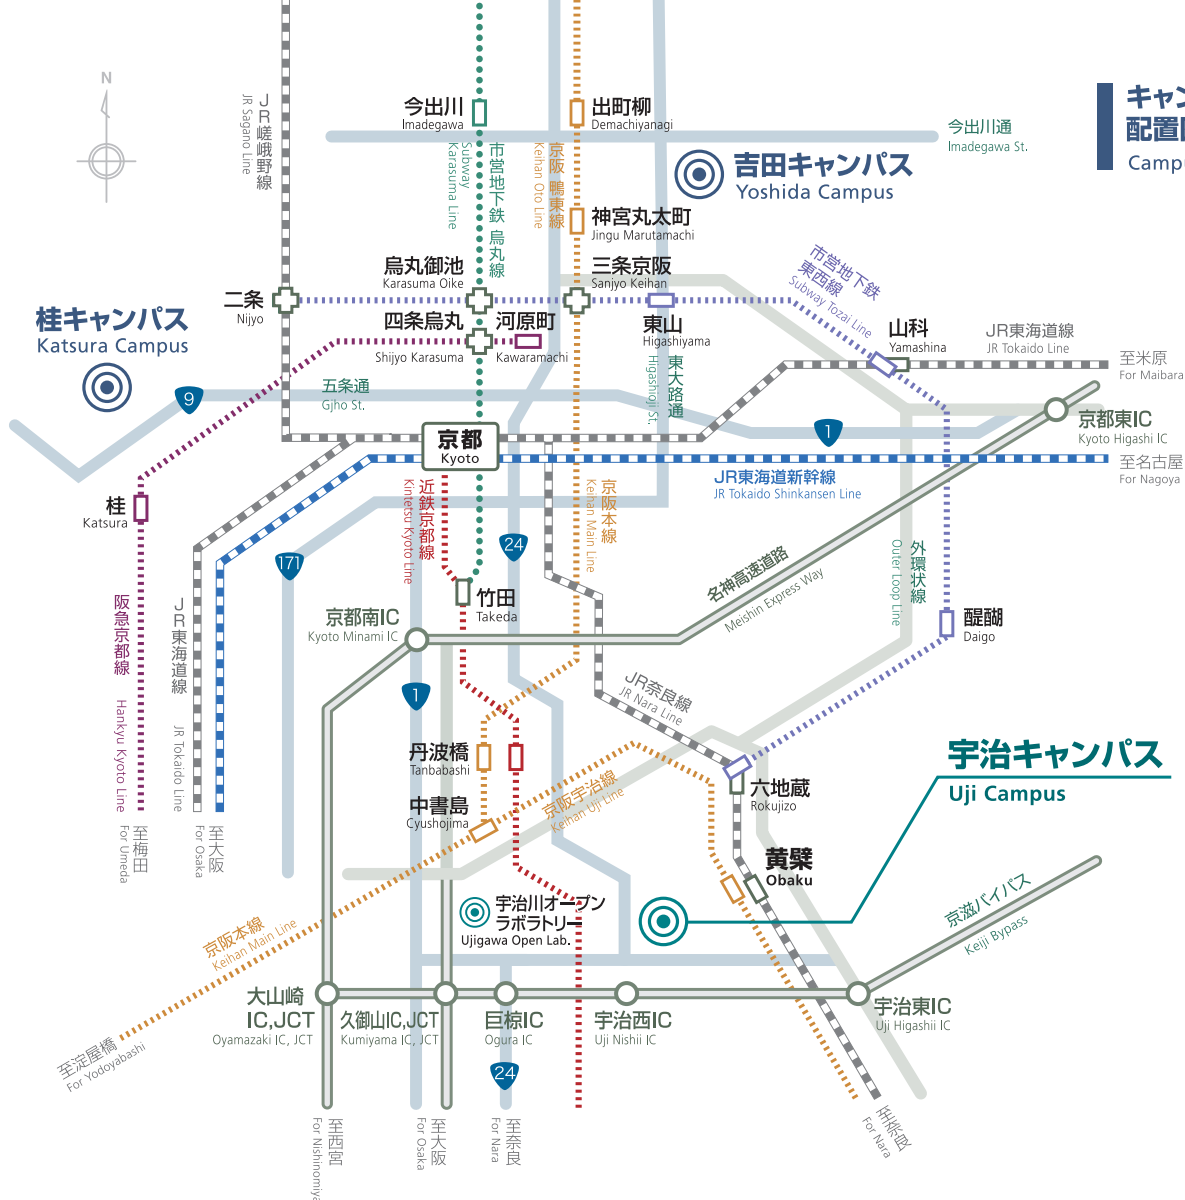 N
JR嵯峨野線
JR Sagano Line
今出川
Imadegawa
出町柳
Demachiyanagi
今出川通
Imadegawa St.
キャン
配置
Camp
市営地下鉄 烏丸線
Subway
Karasuma Line
京阪 鴨東線
Keihan Oto Line
吉田キャンパス
Yoshida Campus
神宮丸太町
Jingu Marutamachi
烏丸御池
Karasuma Oike
三条京阪
Sanjyo Keihan
市営地下鉄
東西線
Subway Tozai Line
二条
Nijyo
四条烏丸
Shijyo Karasuma
河原町
Kawaramachi
東山
Higashiyama
山科
Yamashina
JR東海道線
JR Tokaido Line
至米原
For Maibara
桂キャンパス
Katsura Campus
9
五条通
Gjho St.
東大路通
Higashioji St.
1
京都東IC
Kyoto Higashi IC
京都
Kyoto
至名古屋
For Nagoya
JR東海道新幹線
JR Tokaido Shinkansen Line
桂
Katsura
近鉄京都線
Kintetsu Kyoto Line
京阪本線
Keihan Main Line
24
171
名神高速道路
Meishin Express Way
外環状線
Outer Loop Line
竹田
Takeda
京都南IC
Kyoto Minami IC
醍醐
Daigo
阪急京都線
Hankyu Kyoto Line
JR東海道線
JR Tokaido Line
1
JR奈良線
JR Nara Line
丹波橋
Tanbabashi
宇治キャンパス
Uji Campus
六地蔵
Rokujizo
中書島
Cyushojima
京阪宇治線
Keihan Uji Line
至梅田
For Umeda
至大阪
For Osaka
黄檗
Obaku
宇治川オープン
ラボラトリー
Ujigawa Open Lab.
京滋バイパス
Keiji Bypass
京阪本線
Keihan Main Line
大山崎
IC,JCT
Oyamazaki IC, JCT
久御山IC,JCT
Kumiyama IC, JCT
巨椋IC
Ogura IC
宇治西IC
Uji Nishii IC
宇治東IC
Uji Higashii IC
至淀屋橋
For Yodoyabashi
24
至西宮
For Nishinomiya
至大阪
For Osaka
至奈良
For Nara
至奈良
For Nara